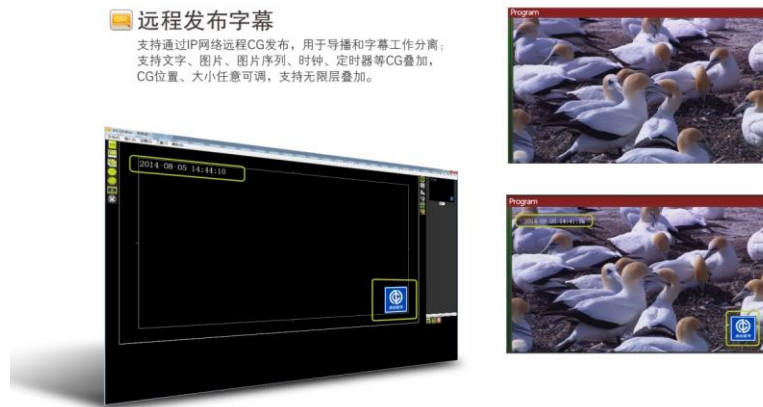 远程发布字幕
支持通过IP网络远程CG发布，用于导播和字幕工作分离；
支持文字、图片、图片序列、时钟、定时器等CG叠加，
CG位置、大小任意可调，支持无限层叠加。
Program
2014-08-05 14:44:10
Program